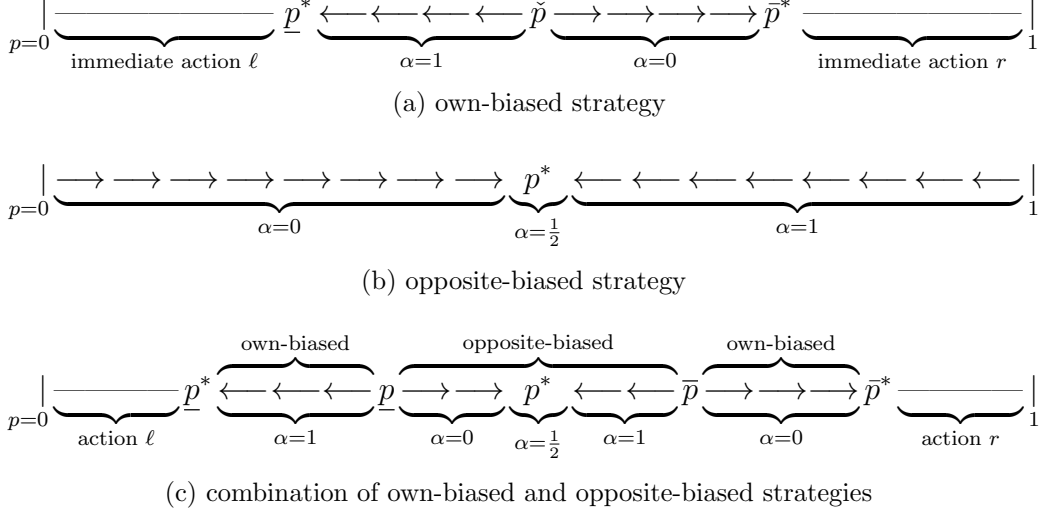 p̲* ←— ←— ←— ←— p̌ —→ —→ —→ —→ p̄*
p=0 1
immediate action ℓ α=1 α=0 immediate action r
(a) own-biased strategy
—→ —→ —→ —→ —→ —→ —→ —→ p* ←— ←— ←— ←— ←— ←— ←— ←—
p=0 1
α=0 α=½ α=1
(b) opposite-biased strategy
own-biased opposite-biased own-biased
p̲* ←— ←— ←— p̲ —→ —→ p* ←— ←— p̄ —→ —→ —→ p̄*
p=0 1
action ℓ α=1 α=0 α=½ α=1 α=0 action r
(c) combination of own-biased and opposite-biased strategies